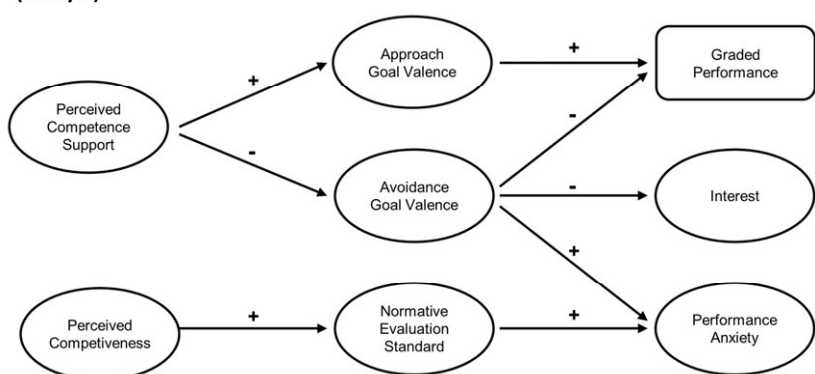 +
Approach
Goal Valence
+
Graded
Performance
Perceived
Competence
Support
-
-
Avoidance
Goal Valence
-
Interest
+
Perceived
Competiveness
+
Normative
Evaluation
Standard
+
Performance
Anxiety